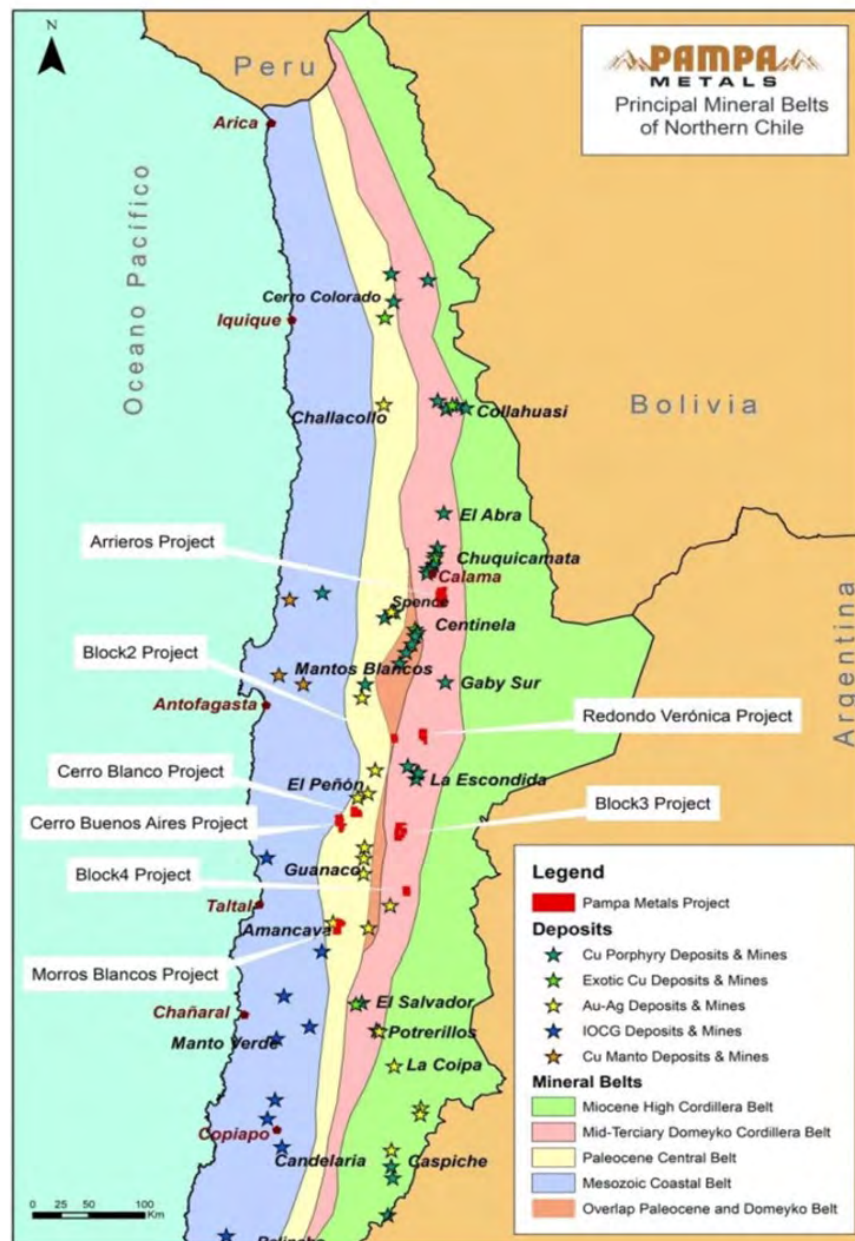 N
Peru
PAMPA
METALS
Principal Mineral Belts
of Northern Chile
Arica
Oceano Pacífico
Cerro Colorado
Iquique
Challacollo
Collahuasi
Bolivia
El Abra
Arrieros Project
Chuquicamata
Calama
Spence
Centinela
Argentina
Block2 Project
Mantos Blancos
Gaby Sur
Antofagasta
Redondo Verónica Project
Cerro Blanco Project
El Peñón
La Escondida
Cerro Buenos Aires Project
Block3 Project
Guanaco
Block4 Project
Taltal
Amancaya
Morros Blancos Project
El Salvador
Chañaral
Manto Verde
Potrerillos
La Coipa
Copiapo
Candelaria
Caspiche
Legend
Pampa Metals Project
Deposits
Cu Porphyry Deposits & Mines
Exotic Cu Deposits & Mines
Au-Ag Deposits & Mines
IOCG Deposits & Mines
Cu Manto Deposits & Mines
Mineral Belts
Miocene High Cordillera Belt
Mid-Terciary Domeyko Cordillera Belt
Paleocene Central Belt
Mesozoic Coastal Belt
Overlap Paleocene and Domeyko Belt
0 25 50 100
Km